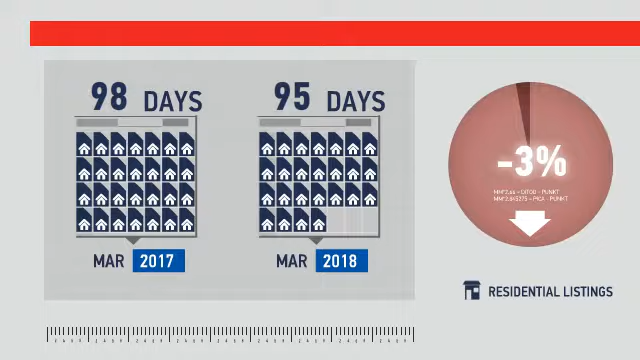 98 DAYS
95 DAYS
MAR 2017
MAR 2018
-3%
RESIDENTIAL LISTINGS